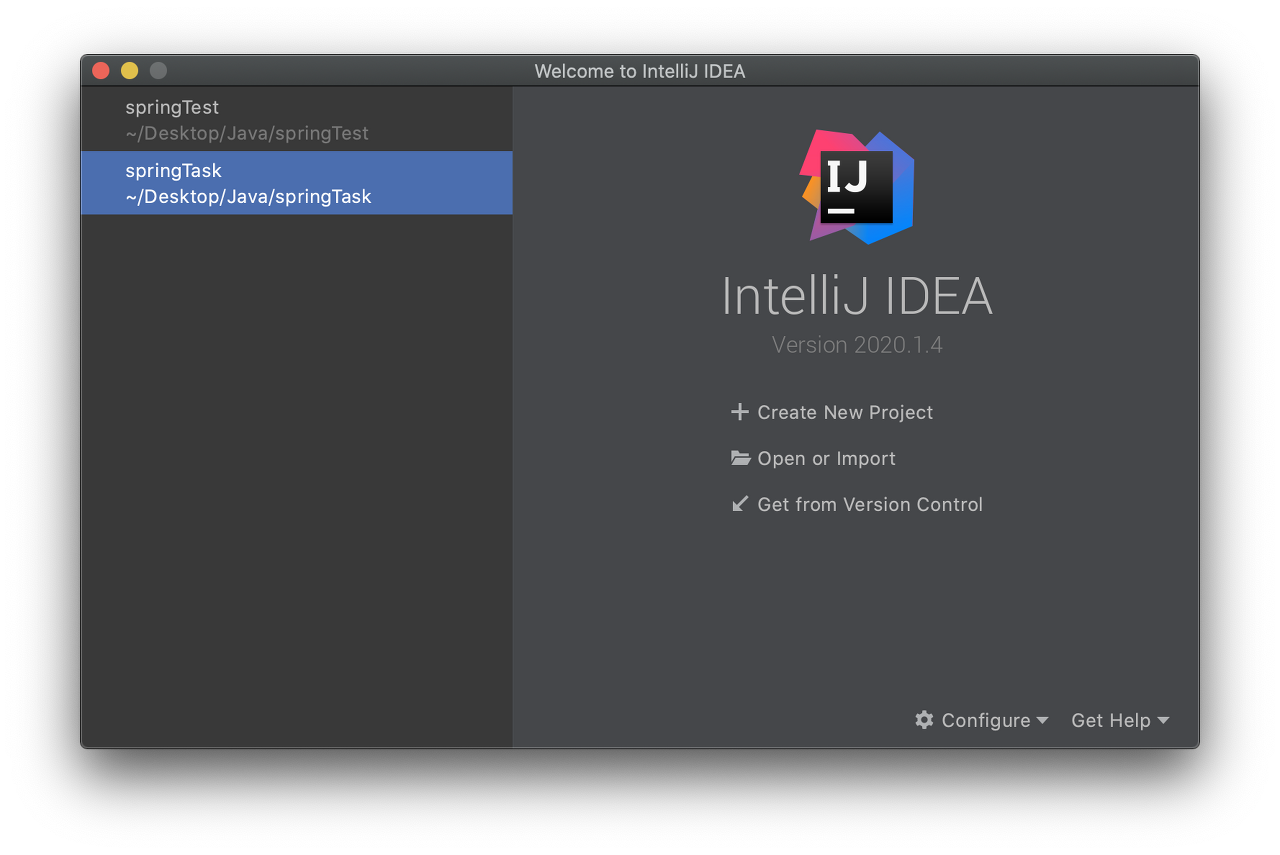 Welcome to IntelliJ IDEA
springTest
~/Desktop/Java/springTest
springTask
~/Desktop/Java/springTask
IJ
IntelliJ IDEA
Version 2020.1.4
Create New Project
Open or Import
Get from Version Control
Configure
Get Help